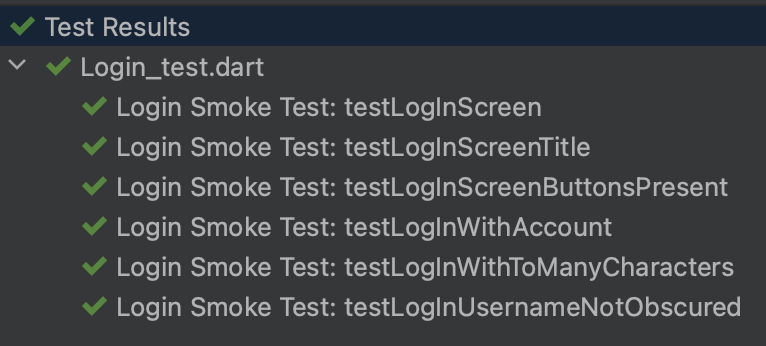 Test Results
Login_test.dart
Login Smoke Test: testLogInScreen
Login Smoke Test: testLogInScreenTitle
Login Smoke Test: testLogInScreenButtonsPresent
Login Smoke Test: testLogInWithAccount
Login Smoke Test: testLogInWithToManyCharacters
Login Smoke Test: testLogInUsernameNotObscured